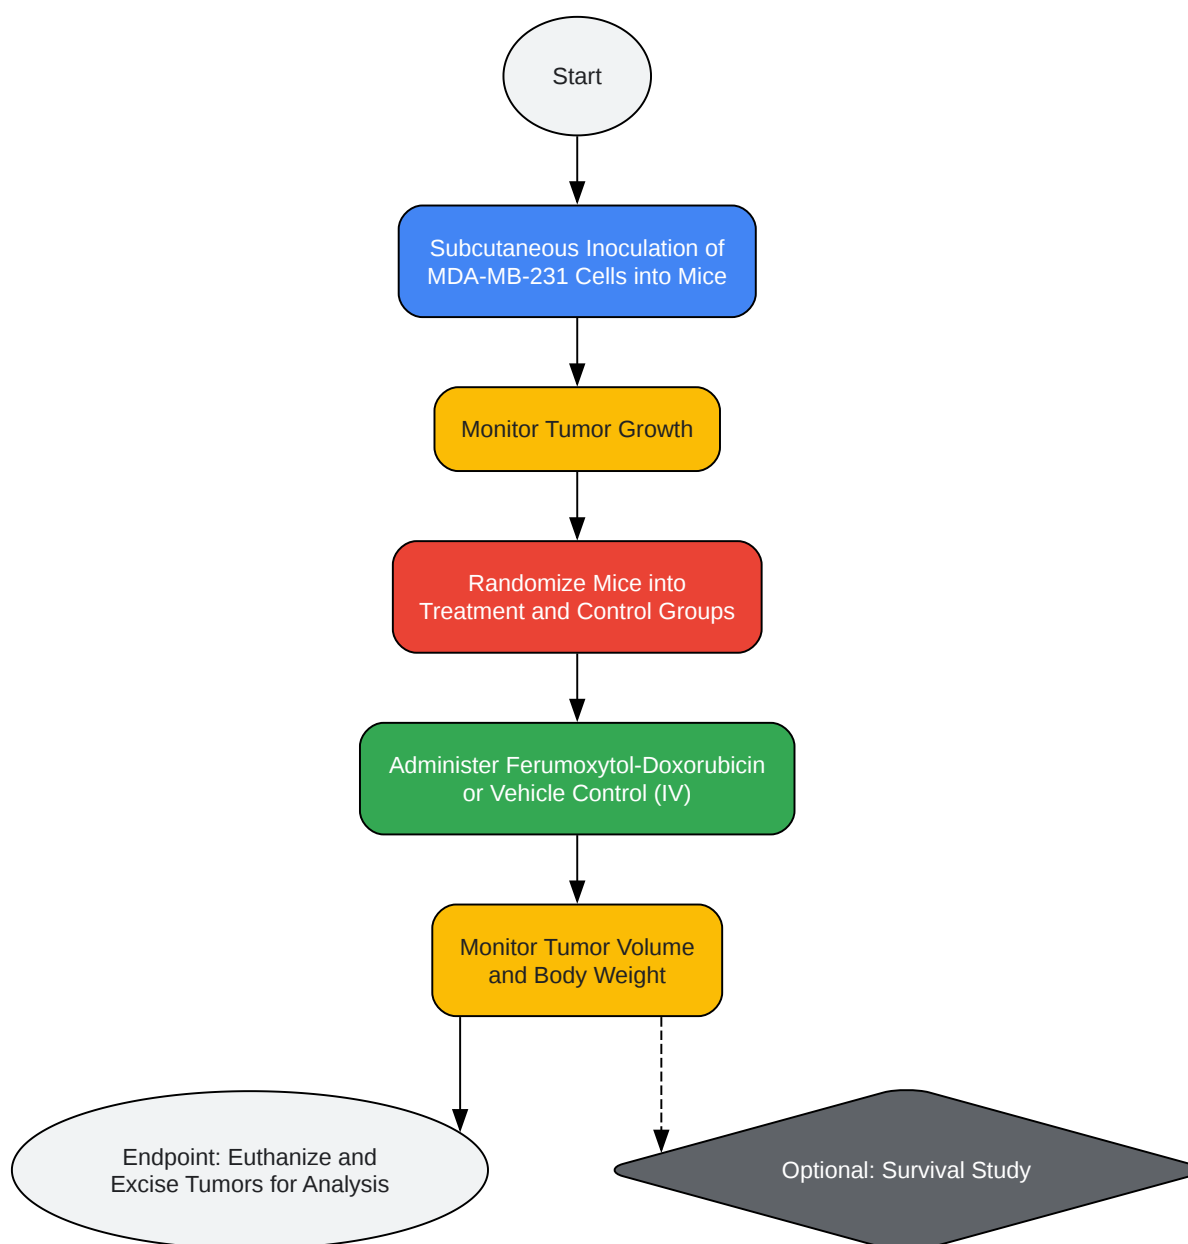 Start
Subcutaneous Inoculation of
MDA-MB-231 Cells into Mice
Monitor Tumor Growth
Randomize Mice into
Treatment and Control Groups
Administer Ferumoxytol-Doxorubicin
or Vehicle Control (IV)
Monitor Tumor Volume
and Body Weight
Endpoint: Euthanize and
Excise Tumors for Analysis
Optional: Survival Study